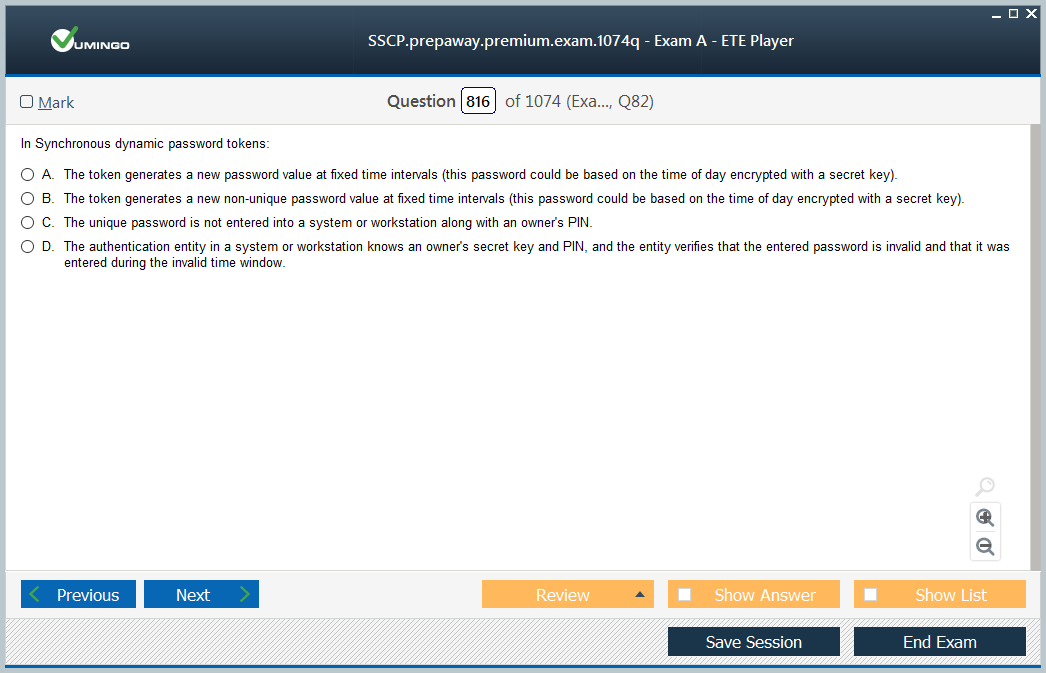 VUMINGO
SSCP.prepaway.premium.exam.1074q - Exam A - ETE Player
Mark
Question 816 of 1074 (Exa..., Q82)
In Synchronous dynamic password tokens:
A. The token generates a new password value at fixed time intervals (this password could be based on the time of day encrypted with a secret key).
B. The token generates a new non-unique password value at fixed time intervals (this password could be based on the time of day encrypted with a secret key).
C. The unique password is not entered into a system or workstation along with an owner's PIN.
D. The authentication entity in a system or workstation knows an owner's secret key and PIN, and the entity verifies that the entered password is invalid and that it was
entered during the invalid time window.
Previous
Next
Review
Show Answer
Show List
Save Session
End Exam